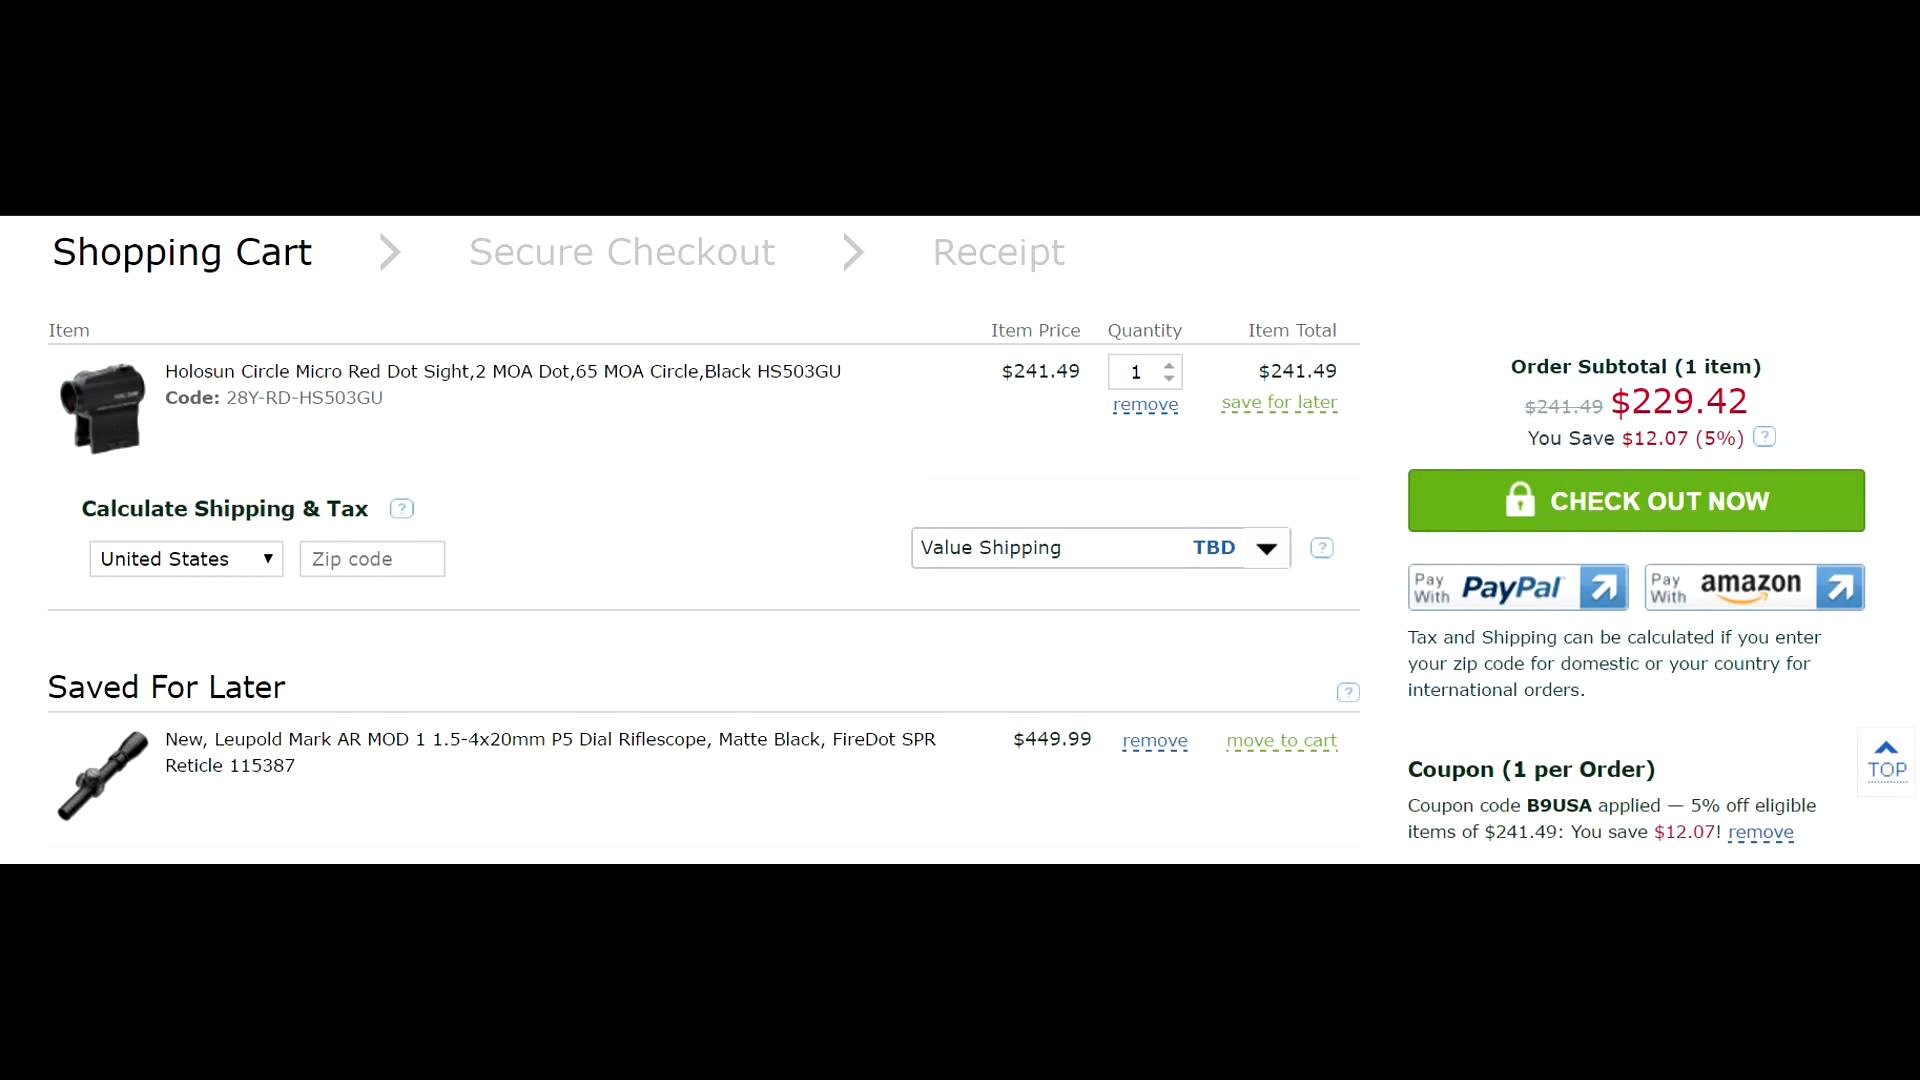 Shopping Cart Secure Checkout Receipt
Item Item Price Quantity Item Total
Holosun Circle Micro Red Dot Sight,2 MOA Dot,65 MOA Circle,Black HS503GU $241.49 1 $241.49
Code: 28Y-RD-HS503GU
remove save for later
Calculate Shipping & Tax ?
United States Zip code
Value Shipping TBD ?
Saved For Later ?
New, Leupold Mark AR MOD 1 1.5-4x20mm P5 Dial Riflescope, Matte Black, FireDot SPR $449.99 remove move to cart
Reticle 115387
Order Subtotal (1 item)
$241.49 $229.42
You Save $12.07 (5%) ?
CHECK OUT NOW
Pay With PayPal
Pay With amazon
Tax and Shipping can be calculated if you enter
your zip code for domestic or your country for
international orders.
Coupon (1 per Order)
Coupon code B9USA applied — 5% off eligible
items of $241.49: You save $12.07! remove
TOP